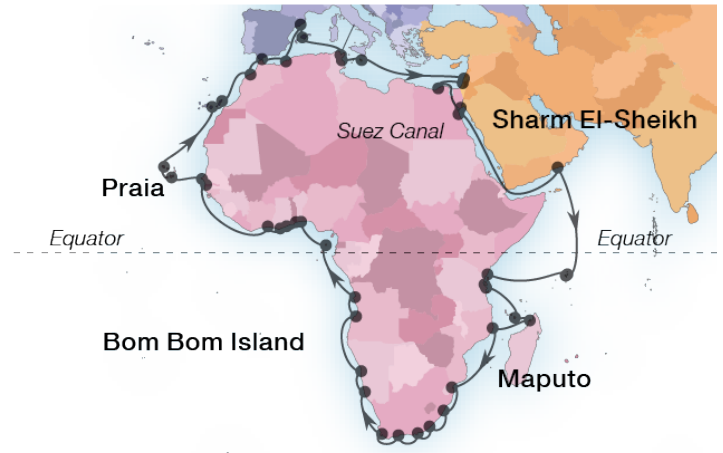 Sharm El-Sheikh
Suez Canal
Praia
Equator
Equator
Bom Bom Island
Maputo